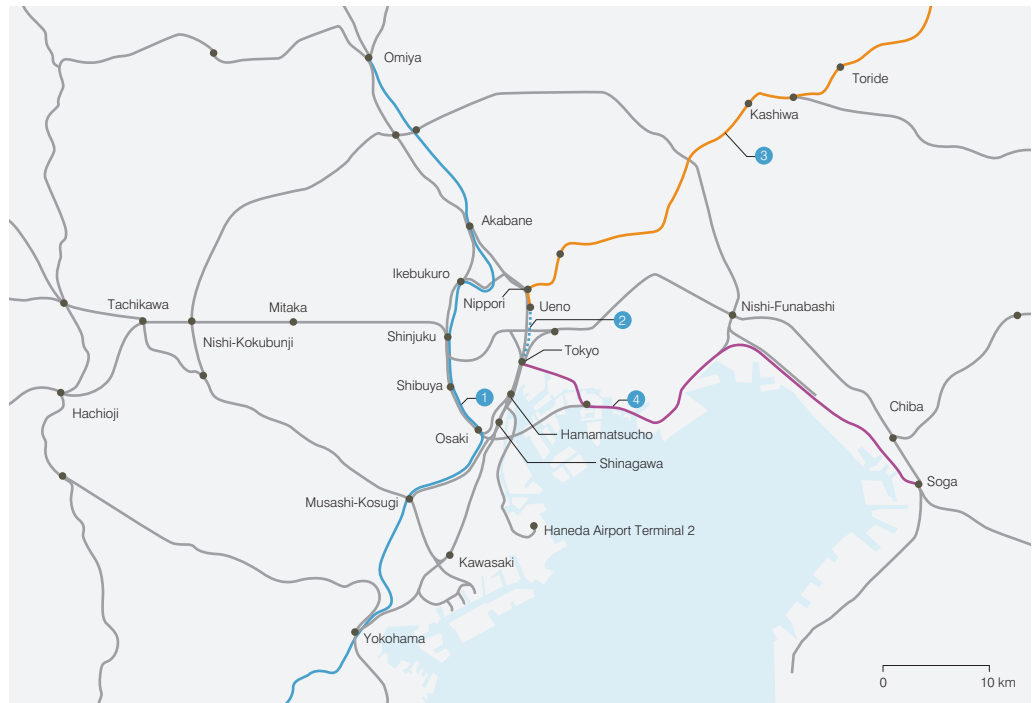 Omiya
Toride
Kashiwa
3
Akabane
Ikebukuro
Nippori
Ueno
Tachikawa
Mitaka
Nishi-Funabashi
2
Nishi-Kokubunji
Shinjuku
Tokyo
Shibuya
1
4
Hachioji
Chiba
Osaki
Hamamatsucho
Shinagawa
Soga
Musashi-Kosugi
Haneda Airport Terminal 2
Kawasaki
Yokohama
0
10 km